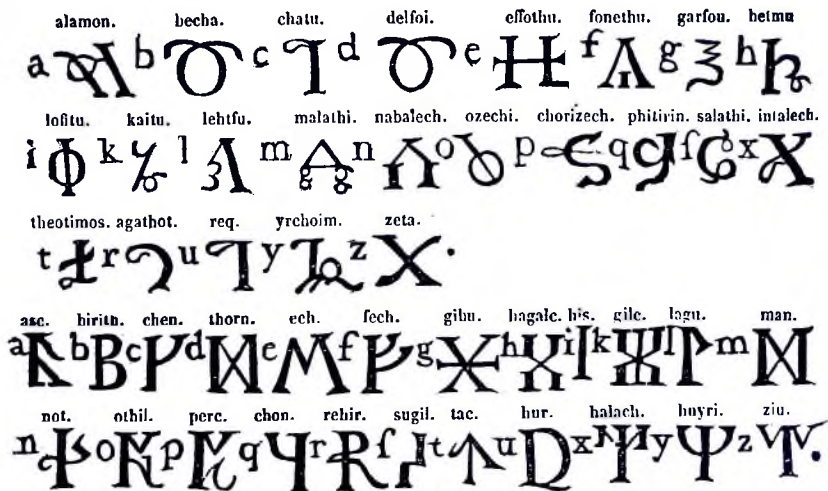 alamon. becha. chatu. delfoi. effothu. fonethu. garfou. hetmu
a b c d e f g h
lofitu. kaitu. lehtfu. malathi. nabalech. ozechi. chorizech. phitirin. salathi. intalech.
i k l m n o p q ſ x
theotimos. agathot. req. yrchoim. zeta.
t r u y z
asc. birith. chen. thorn. ech. fech. gibu. hagale. his. gilc. lagu. man.
a b c d e f g h i k l m
not. othil. perc. chon. rehir. sugil. tac. hur. halach. huyri. ziu.
n o p q r ſ t u x y z